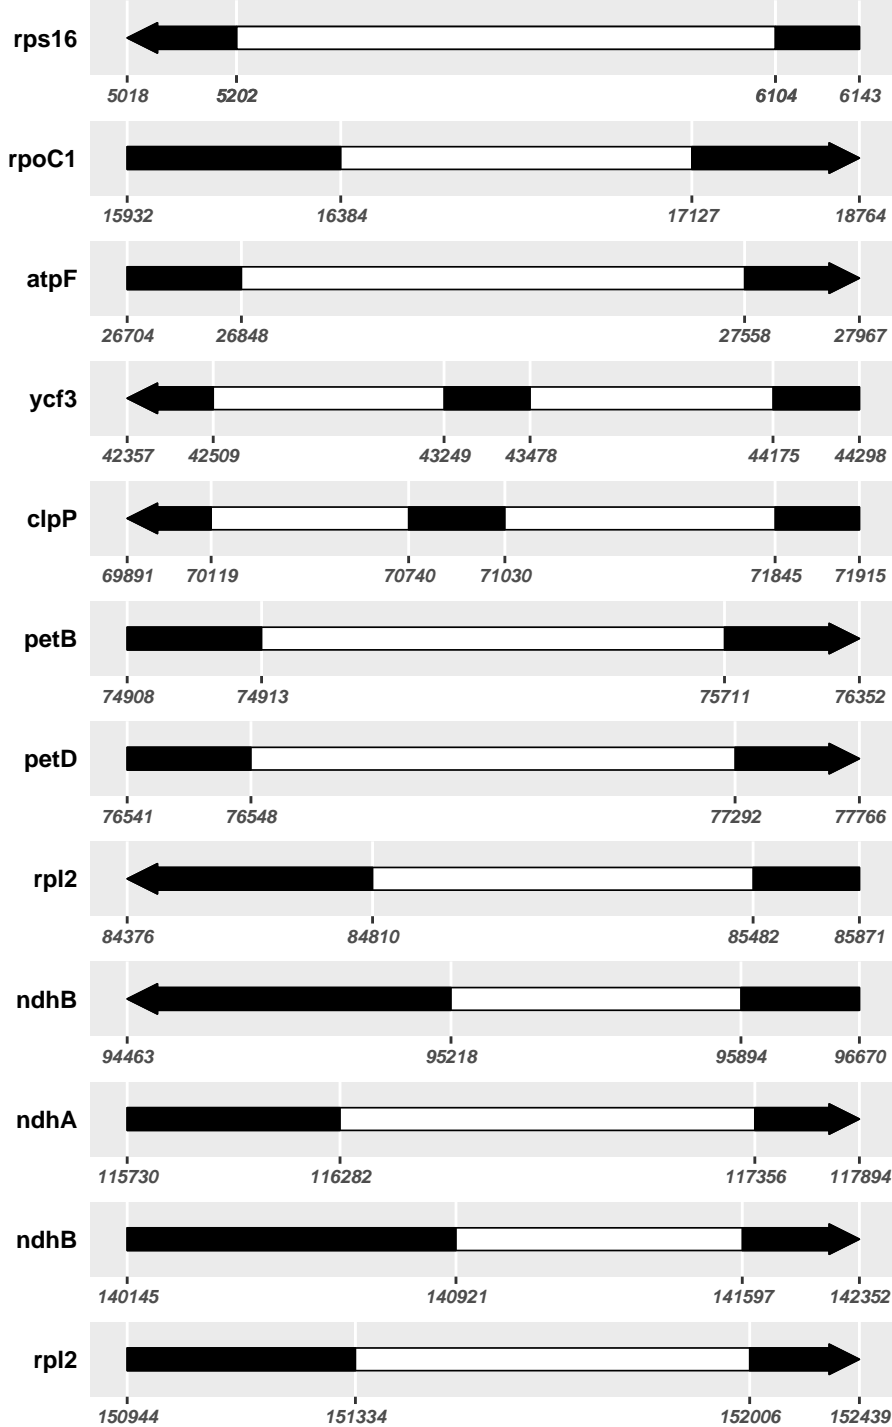 rps16
5018 5202 6104 6143
rpoC1
15932 16384 17127 18764
atpF
26704 26848 27558 27967
ycf3
42357 42509 43249 43478 44175 44298
clpP
69891 70119 70740 71030 71845 71915
petB
74908 74913 75711 76352
petD
76541 76548 77292 77766
rpl2
84376 84810 85482 85871
ndhB
94463 95218 95894 96670
ndhA
115730 116282 117356 117894
ndhB
140145 140921 141597 142352
rpl2
150944 151334 152006 152439